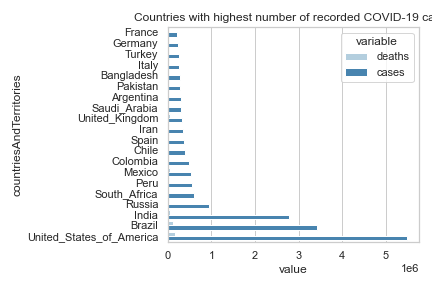 Countries with highest number of recorded COVID-19 ca
variable
deaths
cases
countriesAndTerritories
France
Germany
Turkey
Italy
Bangladesh
Pakistan
Argentina
Saudi_Arabia
United_Kingdom
Iran
Spain
Chile
Colombia
Mexico
Peru
South_Africa
Russia
India
Brazil
United_States_of_America
0 1 2 3 4 5
1e6
value